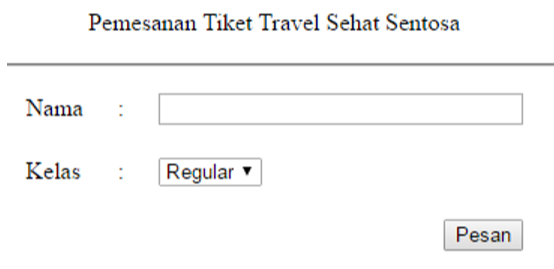 Pemesanan Tiket Travel Sehat Sentosa
Nama :
Kelas : Regular
Pesan